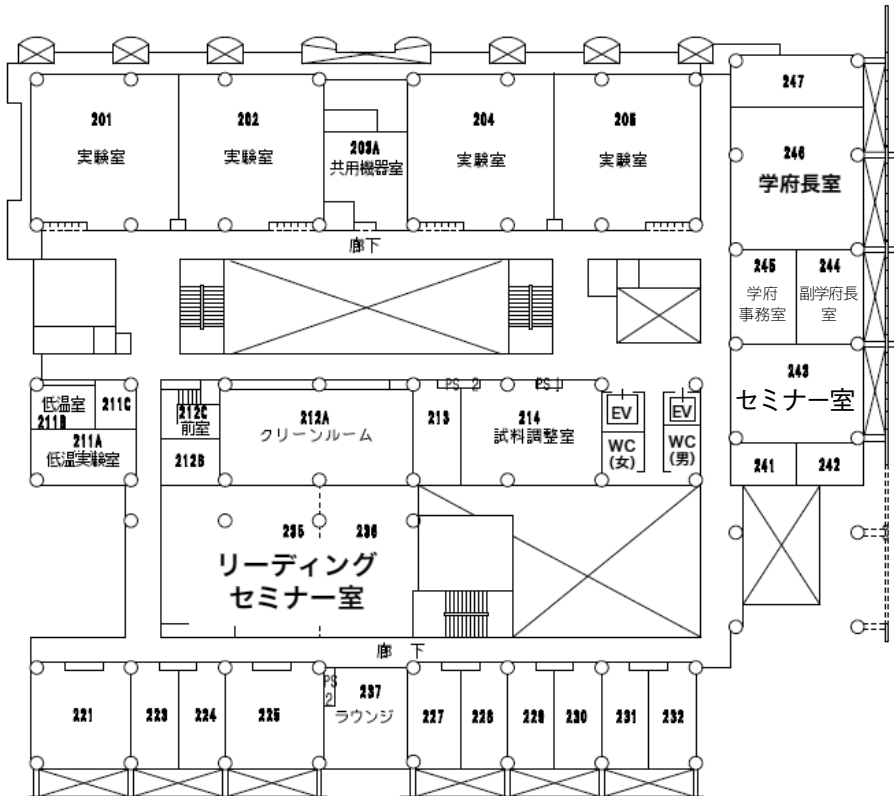 247
201
202
204
205
実験室
実験室
203A
共用機器室
実験室
実験室
246
学府長室
廊下
245
244
学府
事務室
副学府長
室
243
セミナー室
PS 2
PS 1
低温室
211B
211C
212C
前室
212A
クリーンルーム
213
214
試料調整室
EV
EV
211A
低温実験室
212B
WC
(女)
WC
(男)
241
242
235
236
リーディング
セミナー室
廊下
PS
2
221
223
224
225
237
ラウンジ
227
228
229
230
231
232